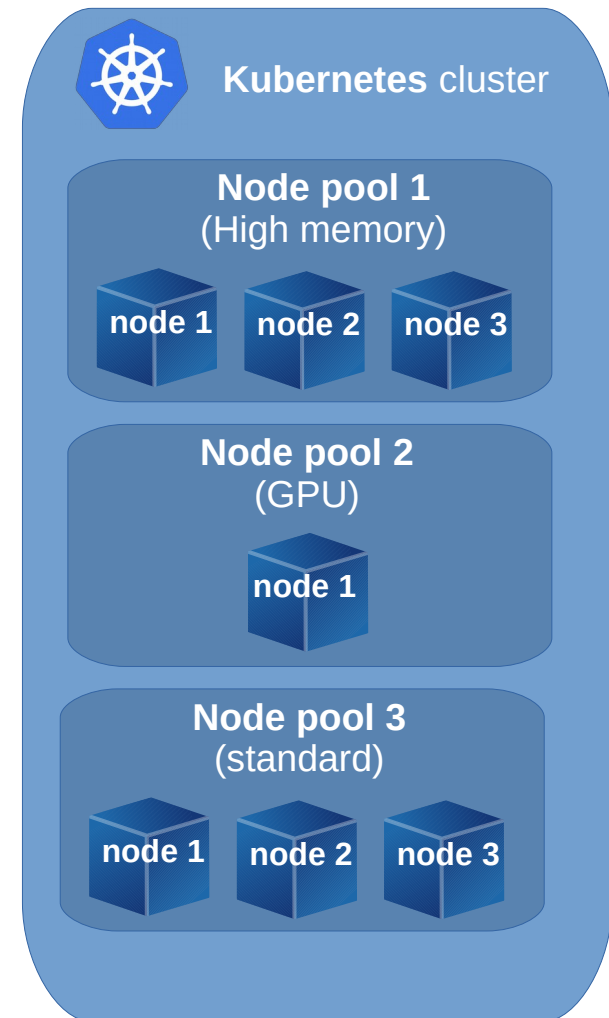 Kubernetes cluster
Node pool 1
(High memory)
node 1 node 2 node 3
Node pool 2
(GPU)
node 1
Node pool 3
(standard)
node 1 node 2 node 3